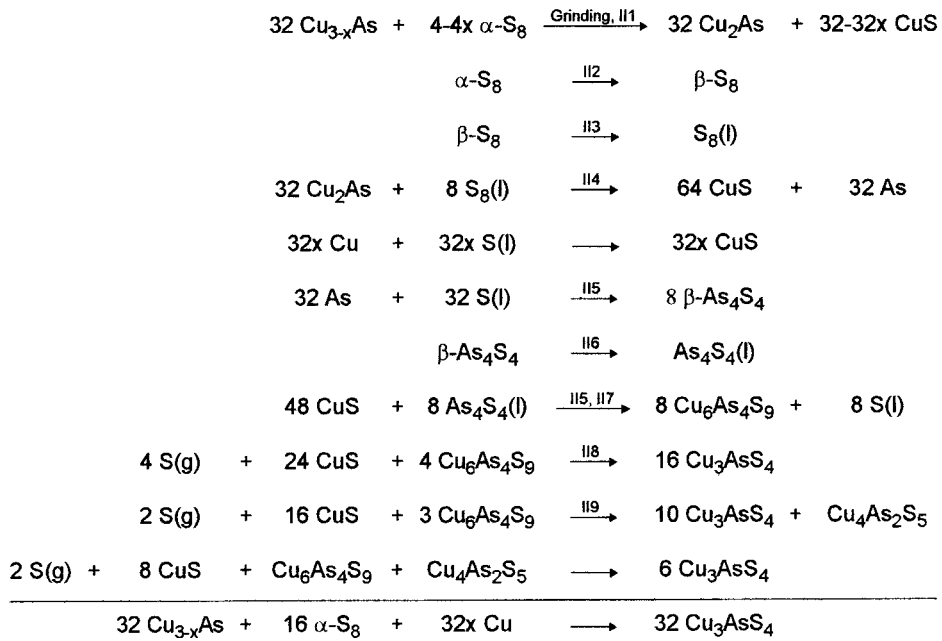 32 Cu₃₋ₓAs + 4-4x α-S₈ Grinding, II1 → 32 Cu₂As + 32-32x CuS
α-S₈ II2 → β-S₈
β-S₈ II3 → S₈(l)
32 Cu₂As + 8 S₈(l) II4 → 64 CuS + 32 As
32x Cu + 32x S(l) → 32x CuS
32 As + 32 S(l) II5 → 8 β-As₄S₄
β-As₄S₄ II6 → As₄S₄(l)
48 CuS + 8 As₄S₄(l) II5, II7 → 8 Cu₆As₄S₉ + 8 S(l)
4 S(g) + 24 CuS + 4 Cu₆As₄S₉ II8 → 16 Cu₃AsS₄
2 S(g) + 16 CuS + 3 Cu₆As₄S₉ II9 → 10 Cu₃AsS₄ + Cu₄As₂S₅
2 S(g) + 8 CuS + Cu₆As₄S₉ + Cu₄As₂S₅ → 6 Cu₃AsS₄
32 Cu₃₋ₓAs + 16 α-S₈ + 32x Cu → 32 Cu₃AsS₄